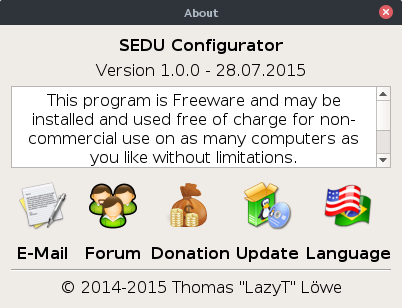 About
SEDU Configurator
Version 1.0.0 - 28.07.2015
This program is Freeware and may be
installed and used free of charge for non-
commercial use on as many computers as
you like without limitations.
E-Mail Forum Donation Update Language
© 2014-2015 Thomas "LazyT" Löwe